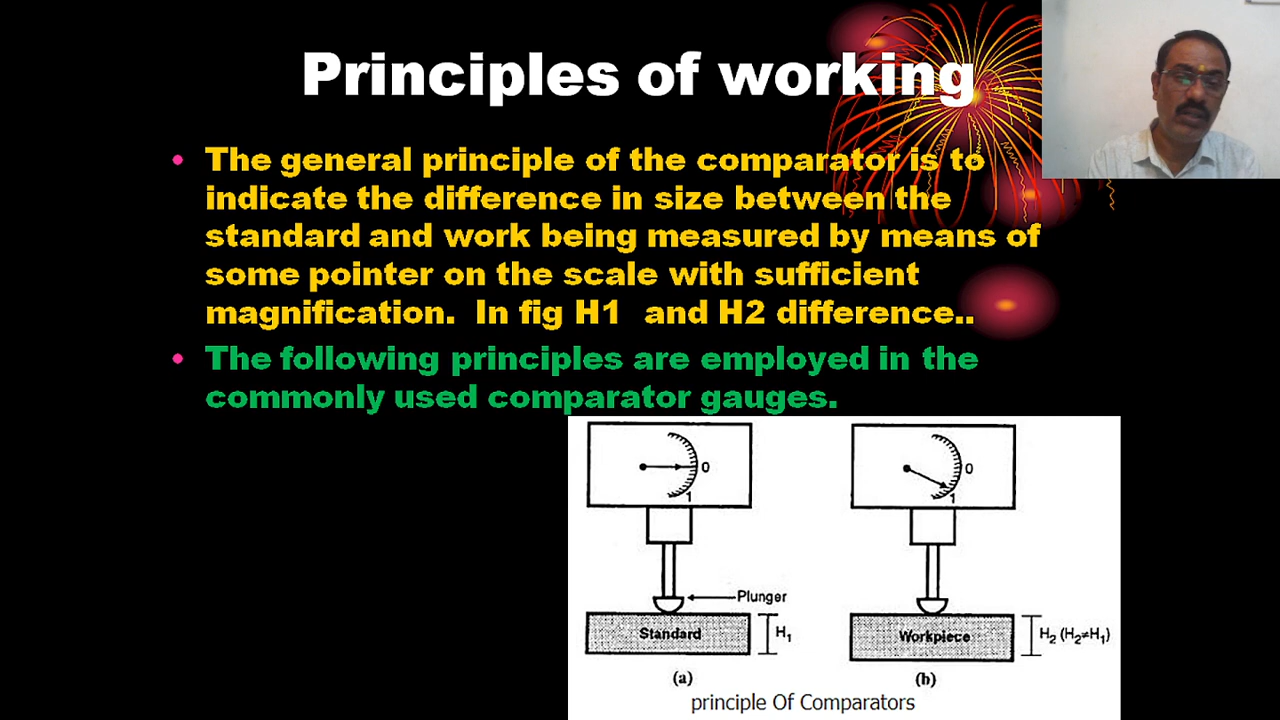 Principles of working
• The general principle of the comparator is to
indicate the difference in size between the
standard and work being measured by means of
some pointer on the scale with sufficient
magnification.  In fig H1  and H2 difference..
• The following principles are employed in the
commonly used comparator gauges.
0
1
0
1
Plunger
Standard
H₁
Workpiece
H₂ (H₂≠H₁)
(a)
(b)
principle Of Comparators